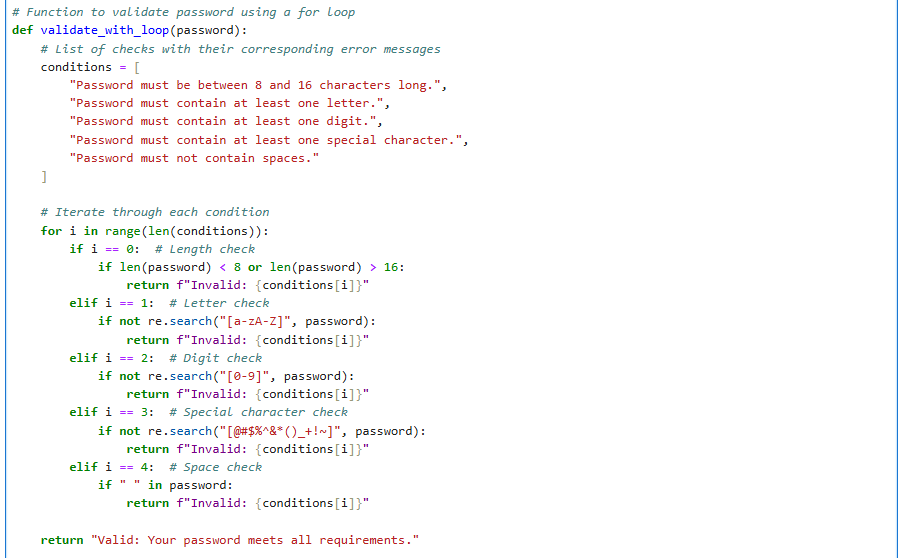 # Function to validate password using a for loop
def validate_with_loop(password):
    # List of checks with their corresponding error messages
    conditions = [
        "Password must be between 8 and 16 characters long.",
        "Password must contain at least one letter.",
        "Password must contain at least one digit.",
        "Password must contain at least one special character.",
        "Password must not contain spaces."
    ]

    # Iterate through each condition
    for i in range(len(conditions)):
        if i == 0:  # Length check
            if len(password) < 8 or len(password) > 16:
                return f"Invalid: {conditions[i]}"
        elif i == 1:  # Letter check
            if not re.search("[a-zA-Z]", password):
                return f"Invalid: {conditions[i]}"
        elif i == 2:  # Digit check
            if not re.search("[0-9]", password):
                return f"Invalid: {conditions[i]}"
        elif i == 3:  # Special character check
            if not re.search("[@#$%^&*()_+!~]", password):
                return f"Invalid: {conditions[i]}"
        elif i == 4:  # Space check
            if " " in password:
                return f"Invalid: {conditions[i]}"

    return "Valid: Your password meets all requirements."